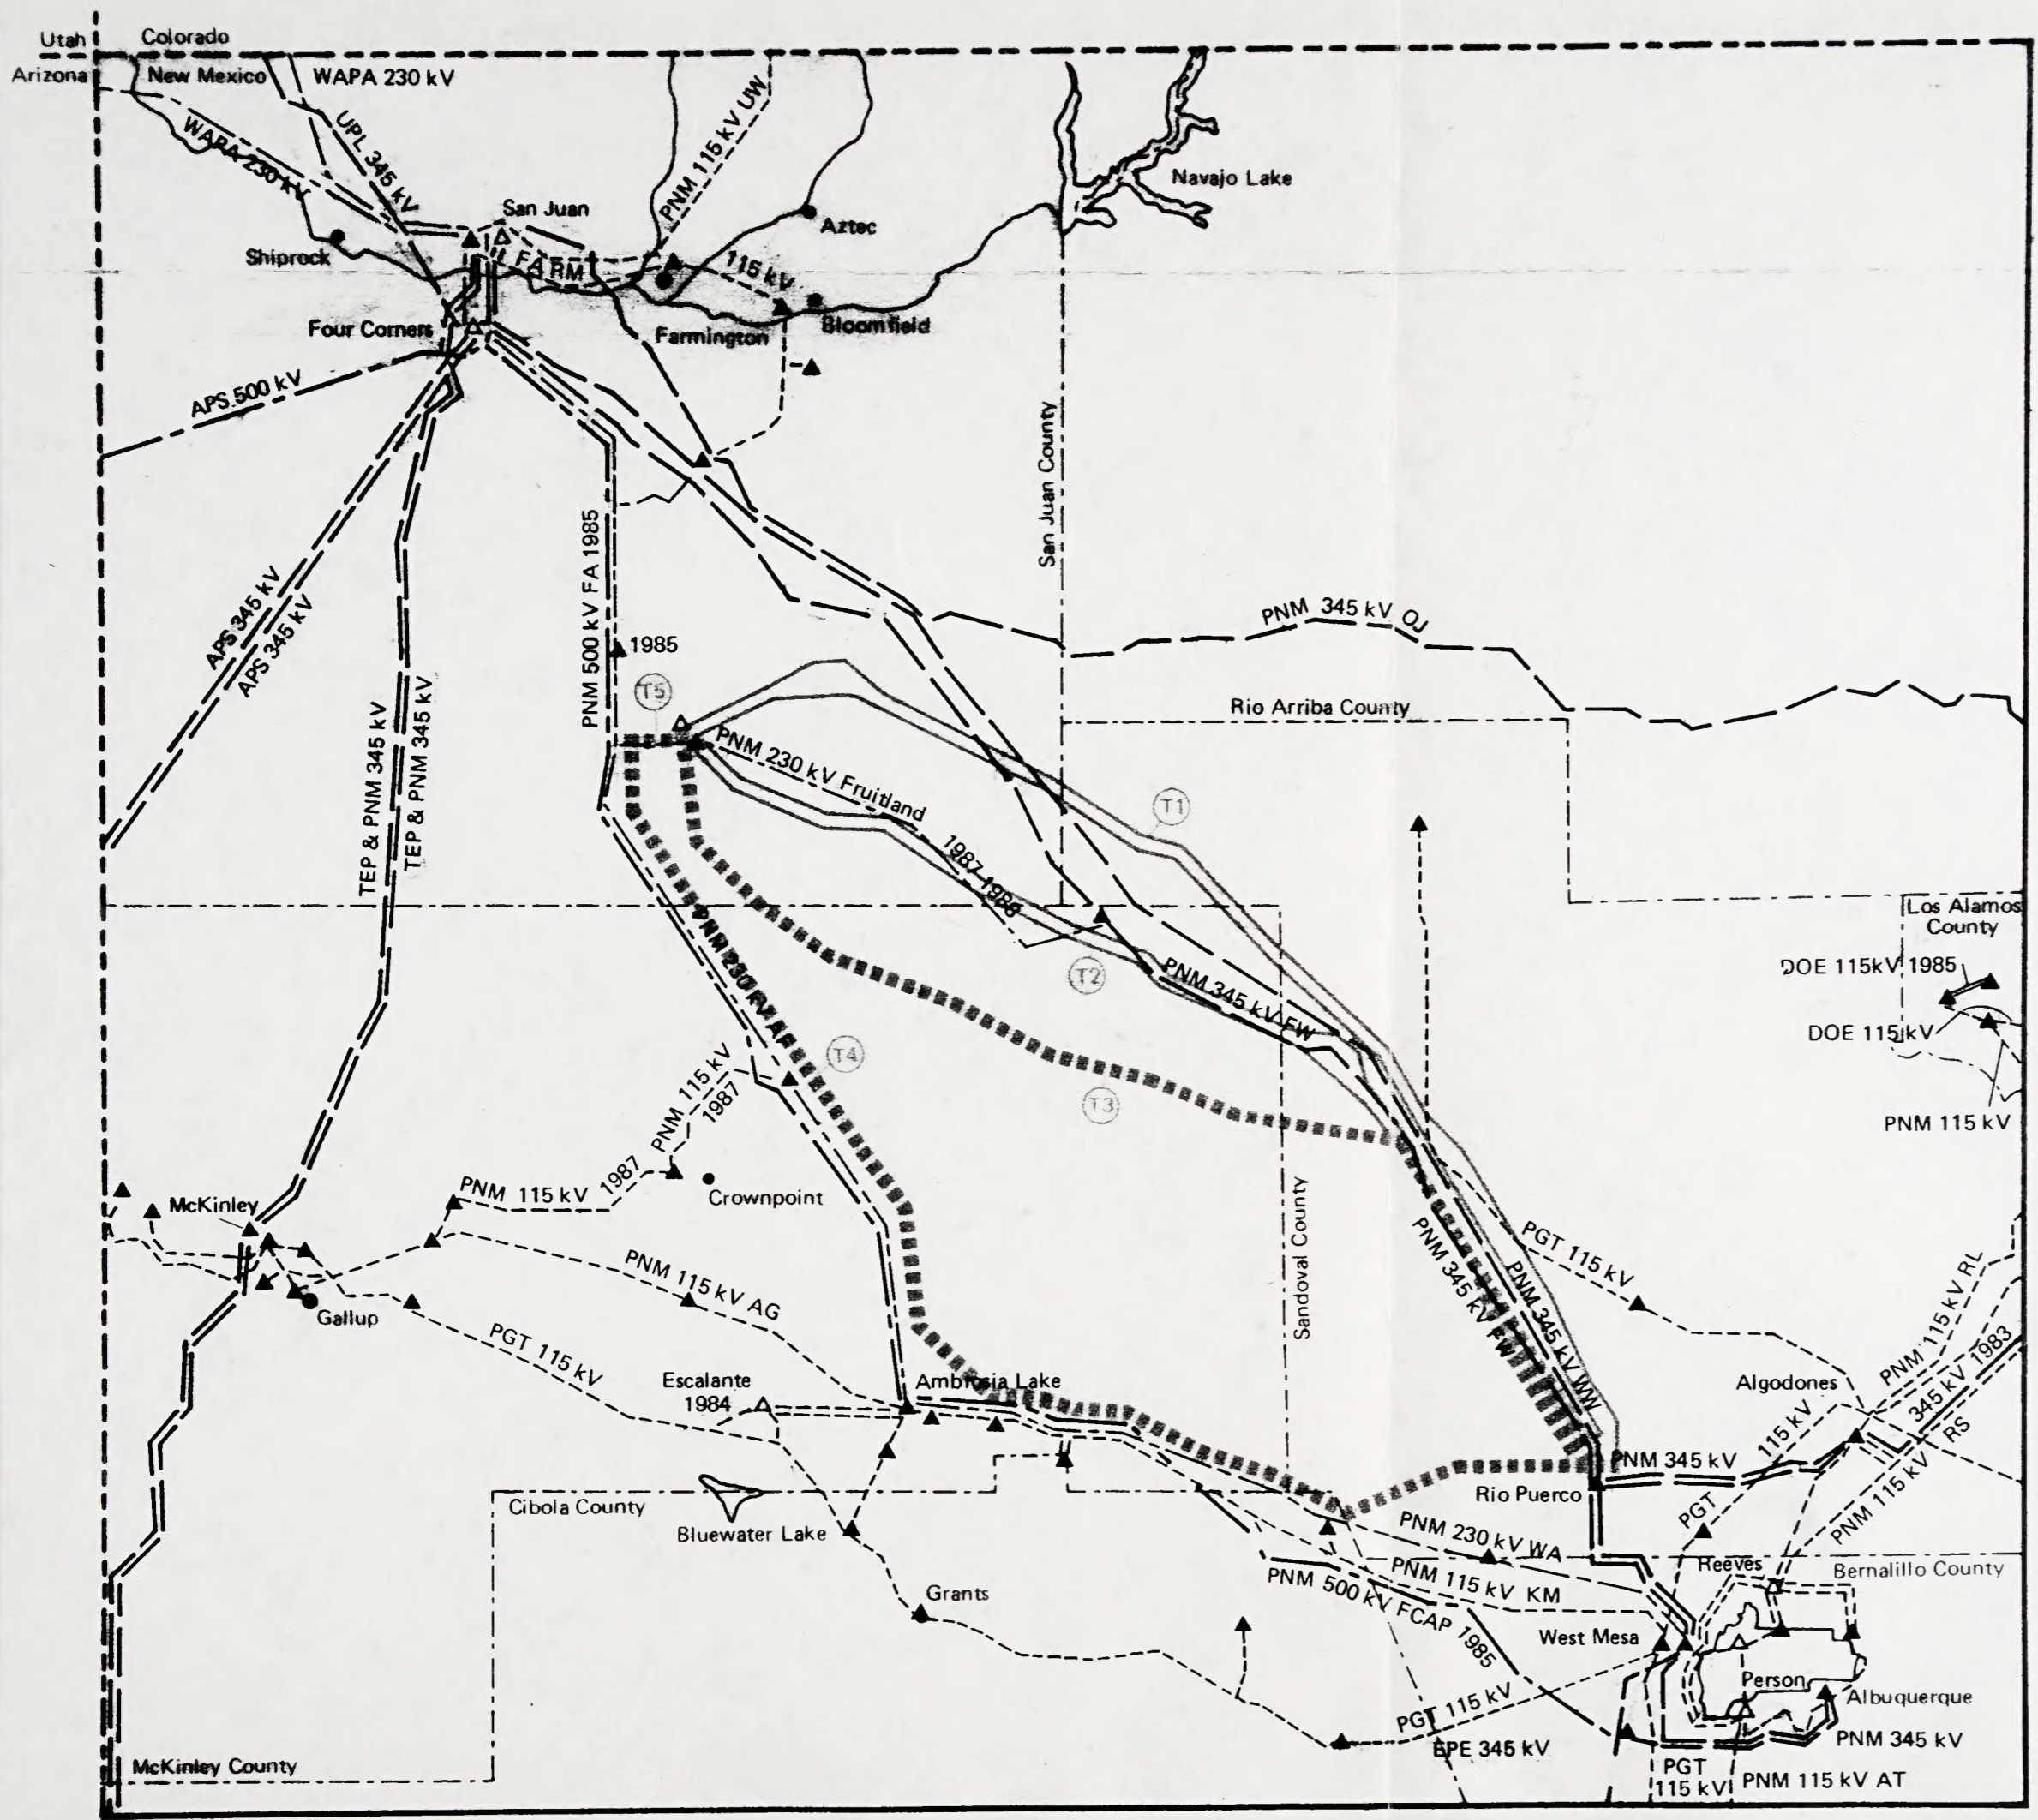 Utah
Colorado
Arizona
New Mexico
WAPA 230 kV
UPL 345 kV
WAPA 230 kV
PNM 115 kV UW
Navajo Lake
San Juan
Aztec
Shiprock
FARM
115 kV
Four Corners
Farmington
Bloomfield
APS 500 kV
San Juan County
PNM 500 kV FA 1985
APS 345 kV
APS 345 kV
PNM 345 kV OJ
1985
T5
TEP & PNM 345 kV
TEP & PNM 345 kV
Rio Arriba County
PNM 230 kV Fruitland
T1
1987 1986
Los Alamos
County
DOE 115kV 1985
T2
PNM 345 kV FW
DOE 115 kV
PNM 230 kV AF
T4
T3
PNM 115 kV
1987
PNM 115 kV
McKinley
PNM 115 kV 1987
Crownpoint
Sandoval County
PNM 345 kV FW
PGT 115 kV
PNM 345 kV WW
PNM 115 kV AG
Gallup
PGT 115 kV
PNM 115 kV RL
Escalante
1984
Ambrosia Lake
Algodones
345 kV 1983
115 kV
RS
PNM 345 kV
Cibola County
Rio Puerco
PGT
PNM 115 kV
Bluewater Lake
PNM 230 kV WA
Reeves
Bernalillo County
PNM 115 kV KM
PNM 500 kV FCAP 1985
Grants
West Mesa
Person
Albuquerque
PGT 115 kV
EPE 345 kV
PNM 345 kV
McKinley County
PGT
115 kV
PNM 115 kV AT